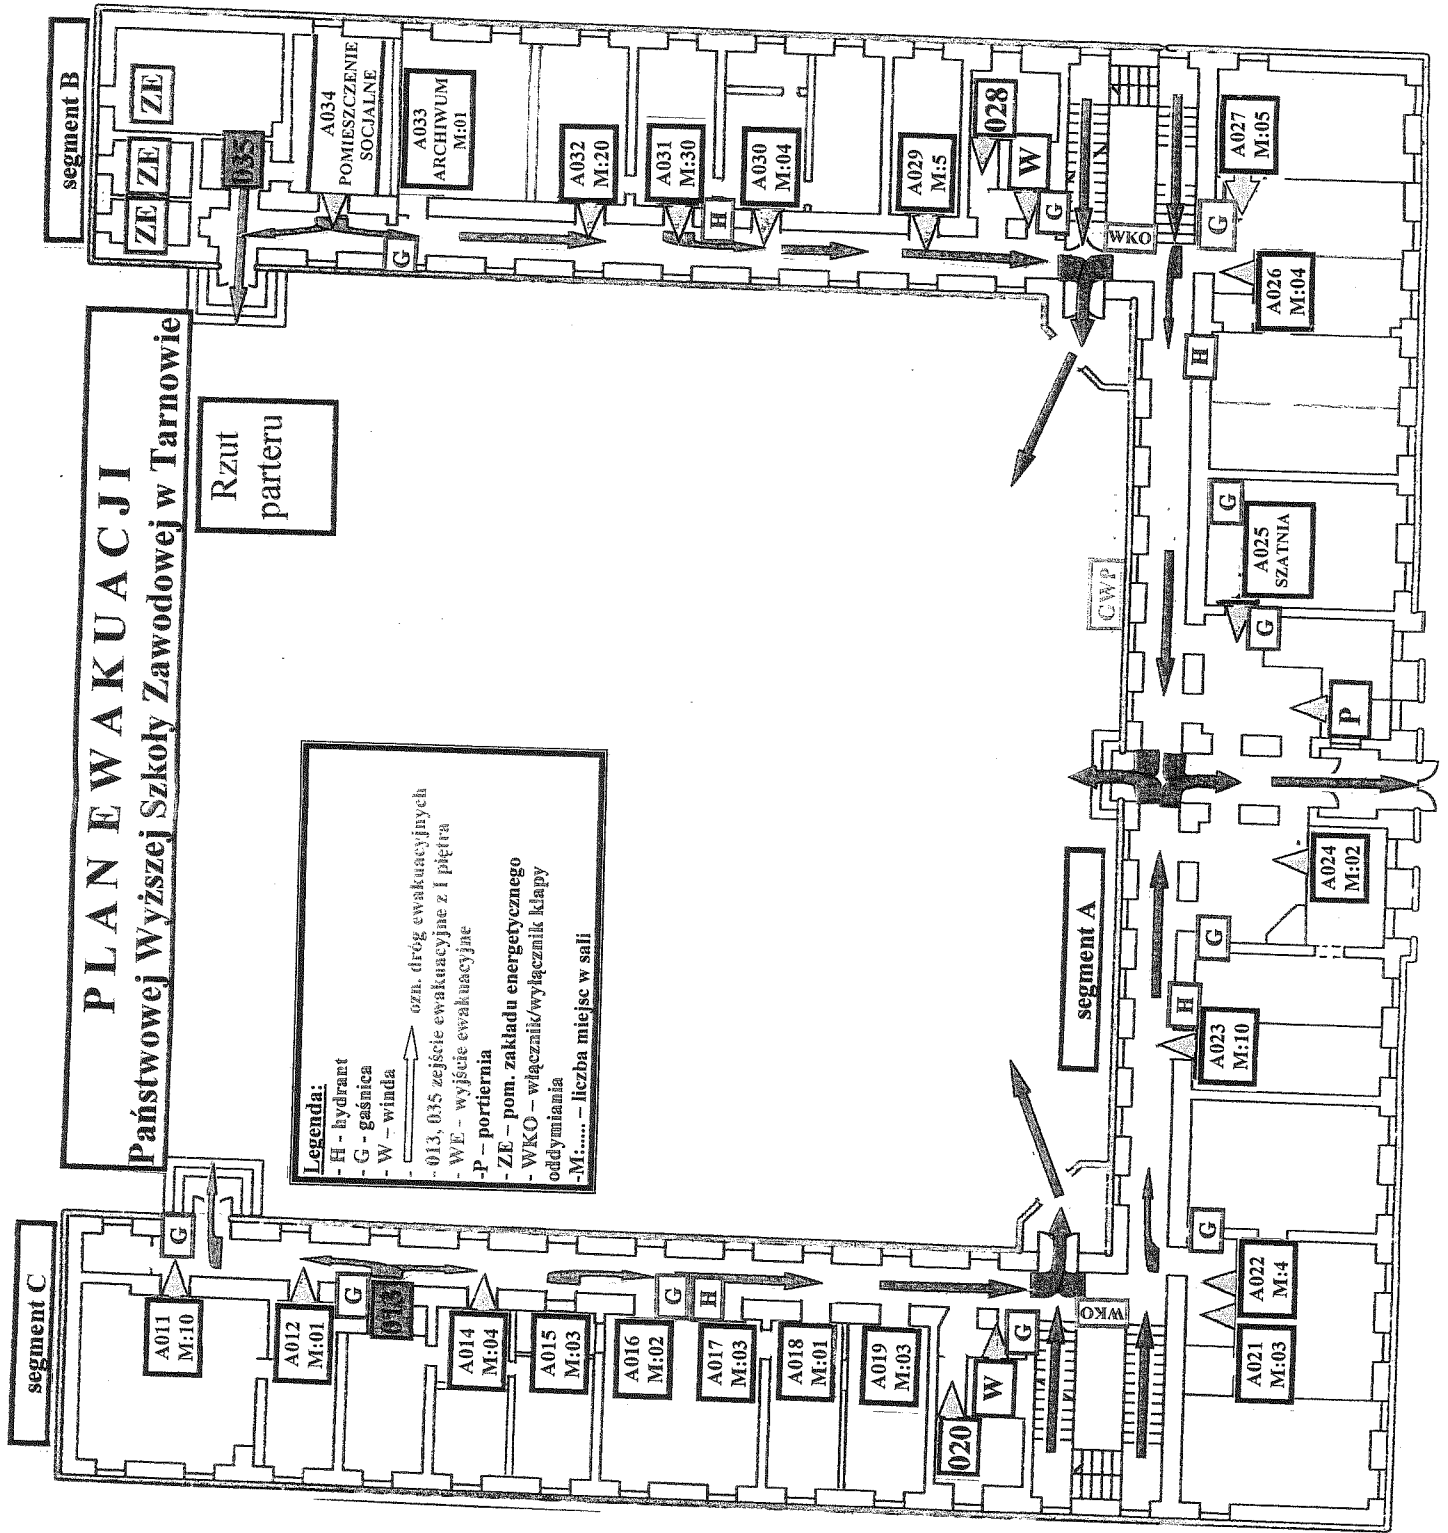 P L A N E W A K U A C J I
Państwowej Wyższej Szkoły Zawodowej w Tarnowie
Rzut
parteru
segment B
ZE
ZE
ZE
035
A034
POMIESZCZENIE
SOCJALNE
G
A033
ARCHIWUM
M:01
A032
M:20
A031
M:30
H
A030
M:04
A029
M:5
028
W
G
WKO
G
A027
M:05
A026
M:04
H
G
A025
SZATNIA
G
CWP
P
segment A
A024
M:02
G
H
A023
M:10
G
A022
M:4
A021
M:03
WKO
G
W
020
A019
M:03
A018
M:01
A017
M:03
H
G
A016
M:02
A015
M:03
A014
M:04
013
G
A012
M:01
A011
M:10
G
segment C
Legenda:
- H - hydrant
- G - gaśnica
- W – winda
- ozn. dróg ewakuacyjnych
- 013, 035 zejście ewakuacyjne z I piętra
WE – wyjście ewakuacyjne
-P – portiernia
- ZE – pom. zakładu energetycznego
- WKO – włącznik/wyłącznik klapy
oddymiania
-M:..... – liczba miejsc w sali